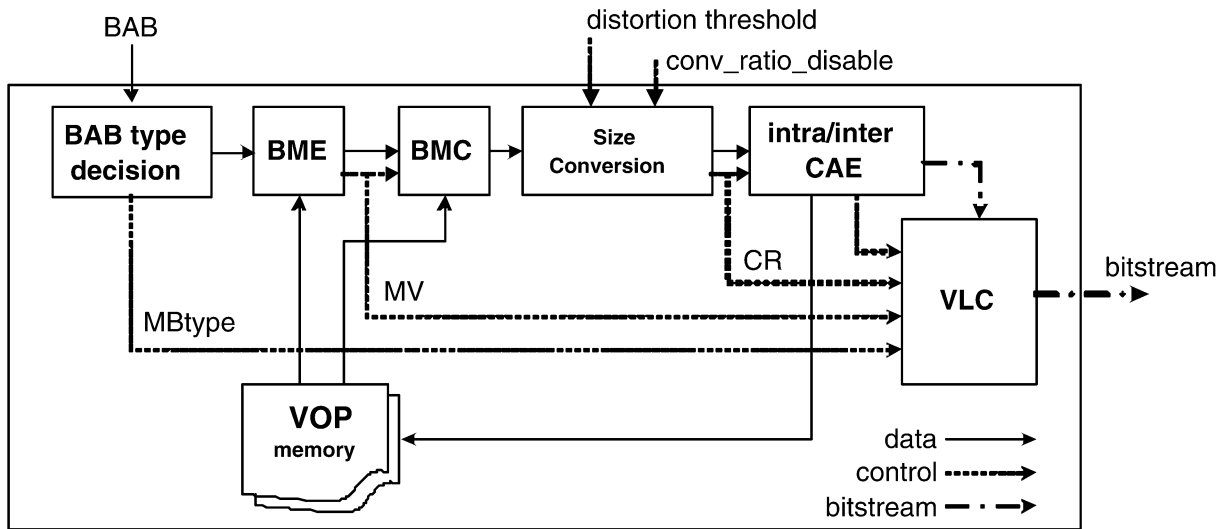 distortion threshold
BAB
conv_ratio_disable
BAB type
decision
BME
BMC
Size
Conversion
intra/inter
CAE
CR
bitstream
MV
VLC
MBtype
VOP
memory
data
control
bitstream